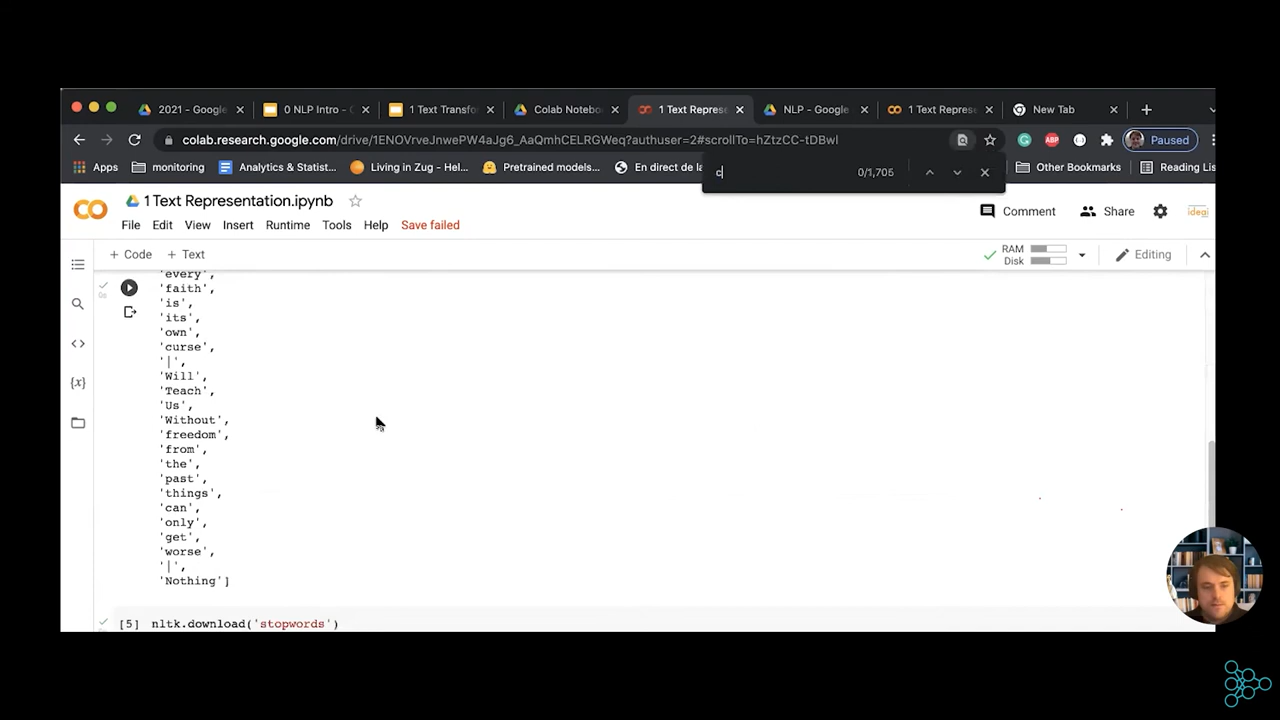 2021 - Google
0 NLP Intro - G
1 Text Transfo
Colab Notebo
1 Text Repres
NLP - Google
1 Text Repres
New Tab
colab.research.google.com/drive/1ENOVrveJnwePW4aJg6_AaQmhCELRGWeq?authuser=2#scrollTo=hZtzCC-tDBwl
ABP
Paused
Apps
monitoring
Analytics & Statist...
Living in Zug - Hel...
Pretrained models...
En direct de la
Other Bookmarks
Reading Lis
c
0/1,705
1 Text Representation.ipynb
File Edit View Insert Runtime Tools Help Save failed
Comment
Share
+ Code + Text
RAM
Disk
Editing
'every',
'faith',
'is',
'its',
'own',
'curse',
'|',
'Will',
'Teach',
'Us',
'Without',
'freedom',
'from',
'the',
'past',
'things',
'can',
'only',
'get',
'worse',
'|',
'Nothing']
[5] nltk.download('stopwords')